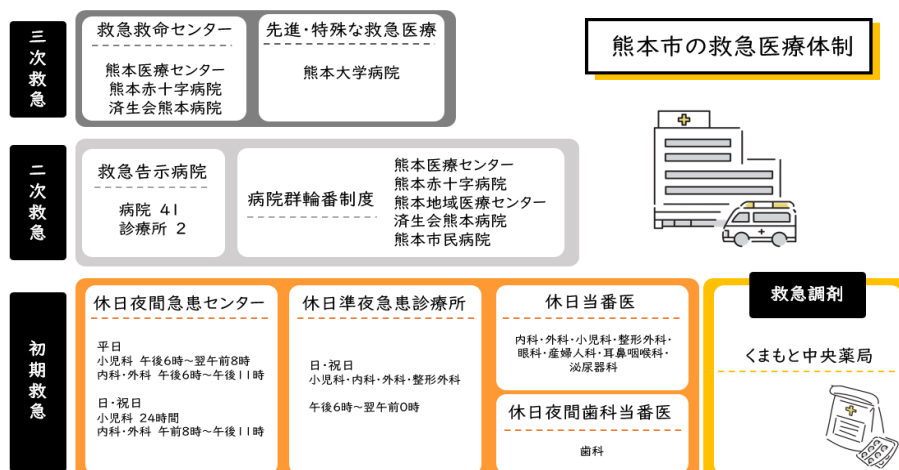 熊本市の救急医療体制
三次救急
救急救命センター
熊本医療センター
熊本赤十字病院
済生会熊本病院
先進・特殊な救急医療
熊本大学病院
二次救急
救急告示病院
病院 41
診療所 2
病院群輪番制度
熊本医療センター
熊本赤十字病院
熊本地域医療センター
済生会熊本病院
熊本市民病院
初期救急
休日夜間急患センター
平日
小児科 午後6時～翌午前8時
内科・外科 午後6時～午後11時
日・祝日
小児科 24時間
内科・外科 午前8時～午後11時
休日準夜急患診療所
日・祝日
小児科・内科・外科・整形外科
午後6時～翌午前0時
休日当番医
内科・外科・小児科・整形外科・
眼科・産婦人科・耳鼻咽喉科・
泌尿器科
休日夜間歯科当番医
歯科
救急調剤
くまもと中央薬局